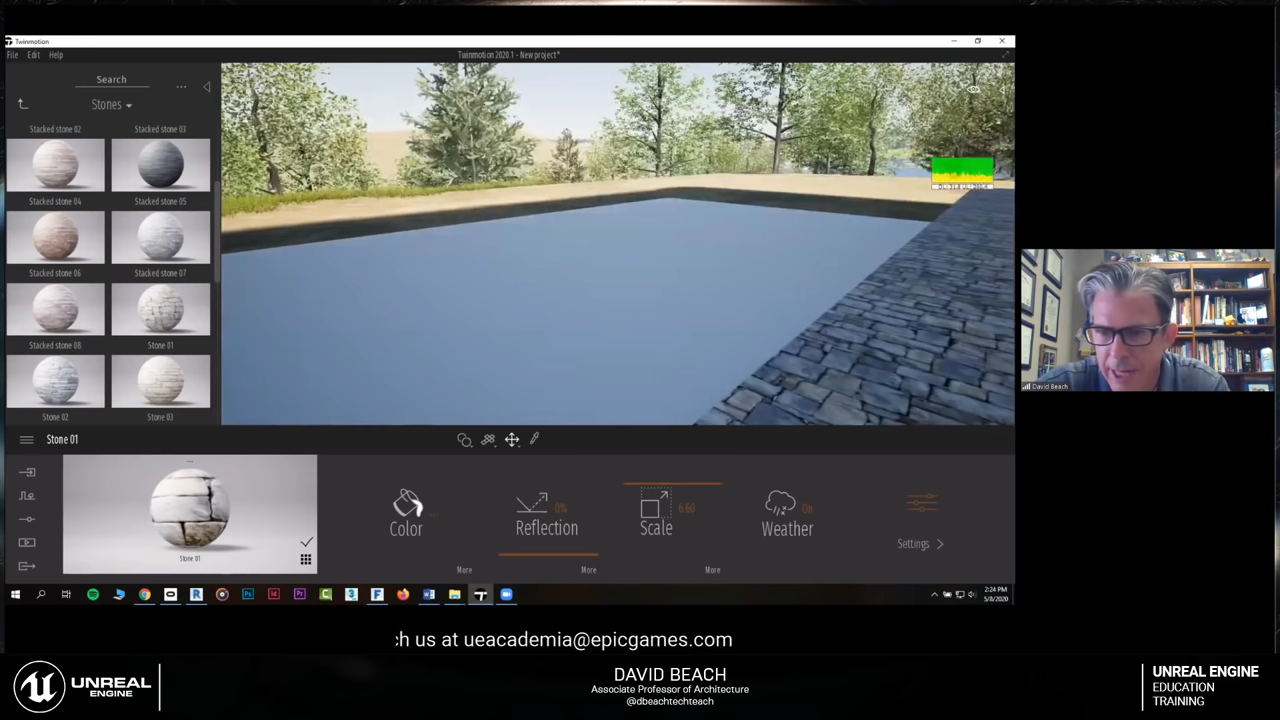 Twinmotion
File Edit Help
Twinmotion 2020.1 - New project*
Search
Stones
Stacked stone 02 Stacked stone 03
Stacked stone 04 Stacked stone 05
Stacked stone 06 Stacked stone 07
Stacked stone 08 Stone 01
Stone 02 Stone 03
Stone 01
Stone 01
Color
Reflection 0%
Scale 6.60
Weather On
Settings
More More More
2:24 PM
5/8/2020
David Beach
ch us at ueacademia@epicgames.com
UNREAL
ENGINE
DAVID BEACH
Associate Professor of Architecture
@dbeachtechteach
UNREAL ENGINE
EDUCATION
TRAINING